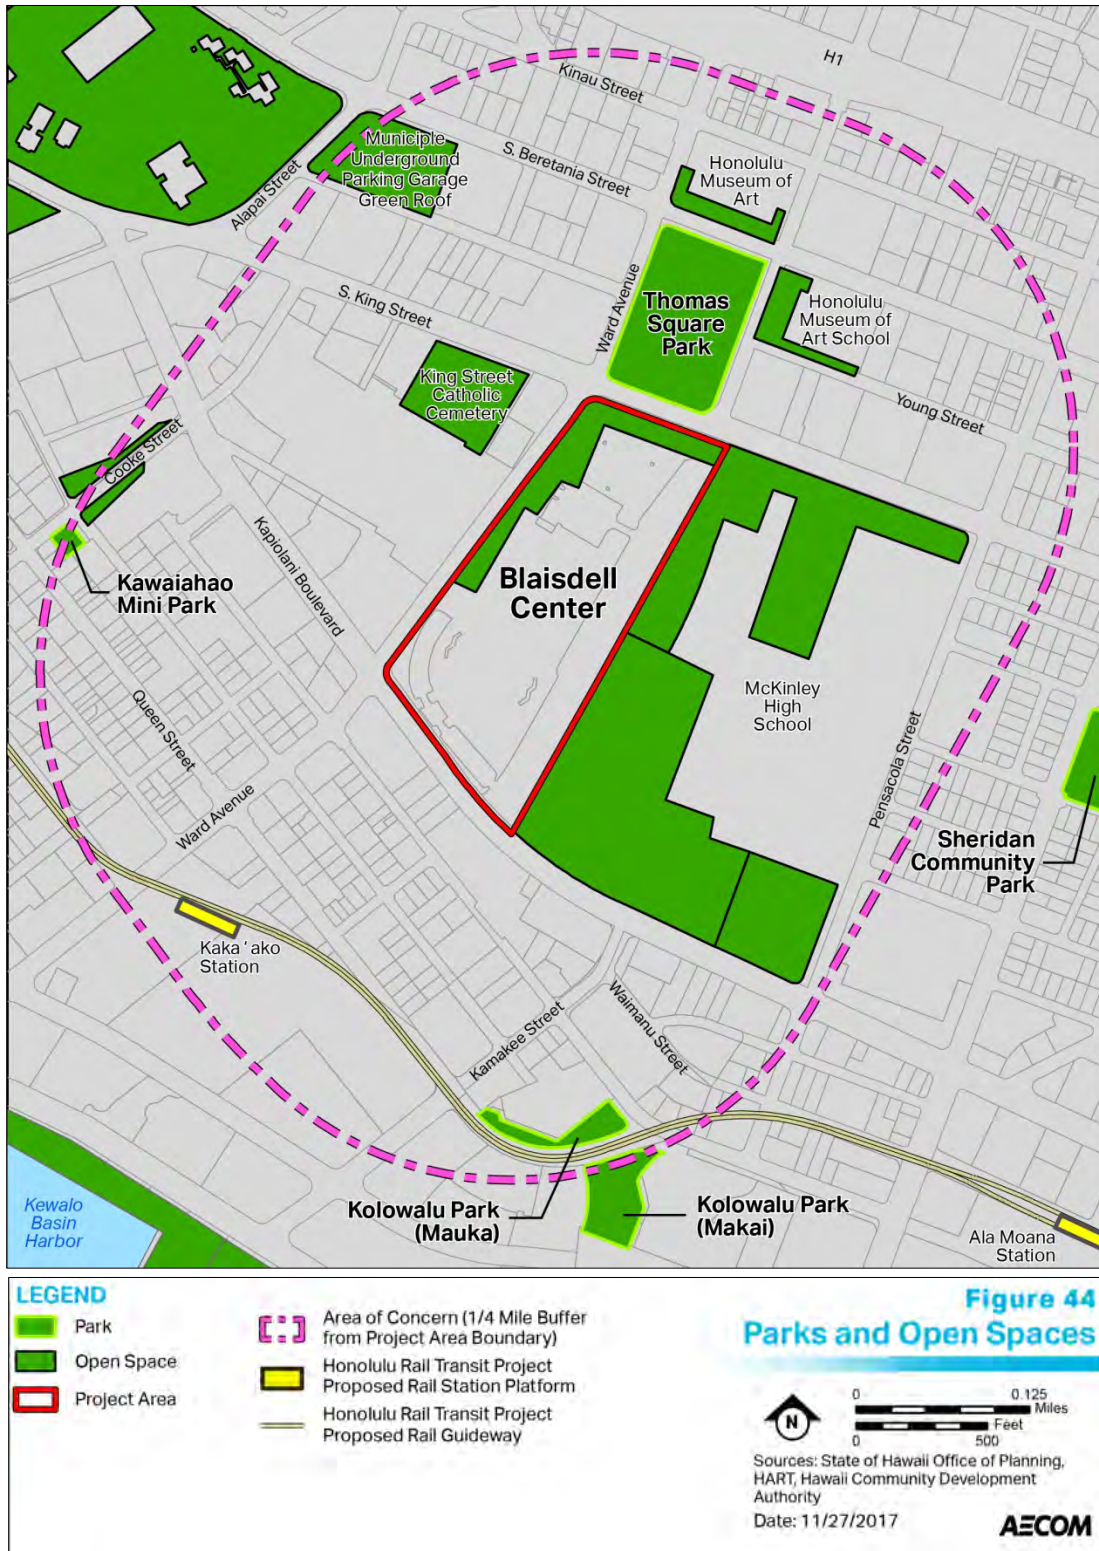 H1
Kinau Street
Municiple
Underground
Parking Garage
Green Roof
S. Beretania Street
Honolulu
Museum of
Art
Alapai Street
Ward Avenue
Thomas
Square
Park
Honolulu
Museum of
Art School
S. King Street
King Street
Catholic
Cemetery
Young Street
Cooke Street
Kapiolani Boulevard
Kawaiahao
Mini Park
Blaisdell
Center
McKinley
High
School
Queen Street
Ward Avenue
Pensacola Street
Sheridan
Community
Park
Kaka 'ako
Station
Kamakee Street
Waimanu Street
Kolowalu Park
(Mauka)
Kolowalu Park
(Makai)
Kewalo
Basin
Harbor
Ala Moana
Station
LEGEND
Park
Open Space
Project Area
Area of Concern (1/4 Mile Buffer
from Project Area Boundary)
Honolulu Rail Transit Project
Proposed Rail Station Platform
Honolulu Rail Transit Project
Proposed Rail Guideway
Figure 44
Parks and Open Spaces
N
0 0.125
Miles
Feet
0 500
Sources: State of Hawaii Office of Planning,
HART, Hawaii Community Development
Authority
Date: 11/27/2017
AECOM